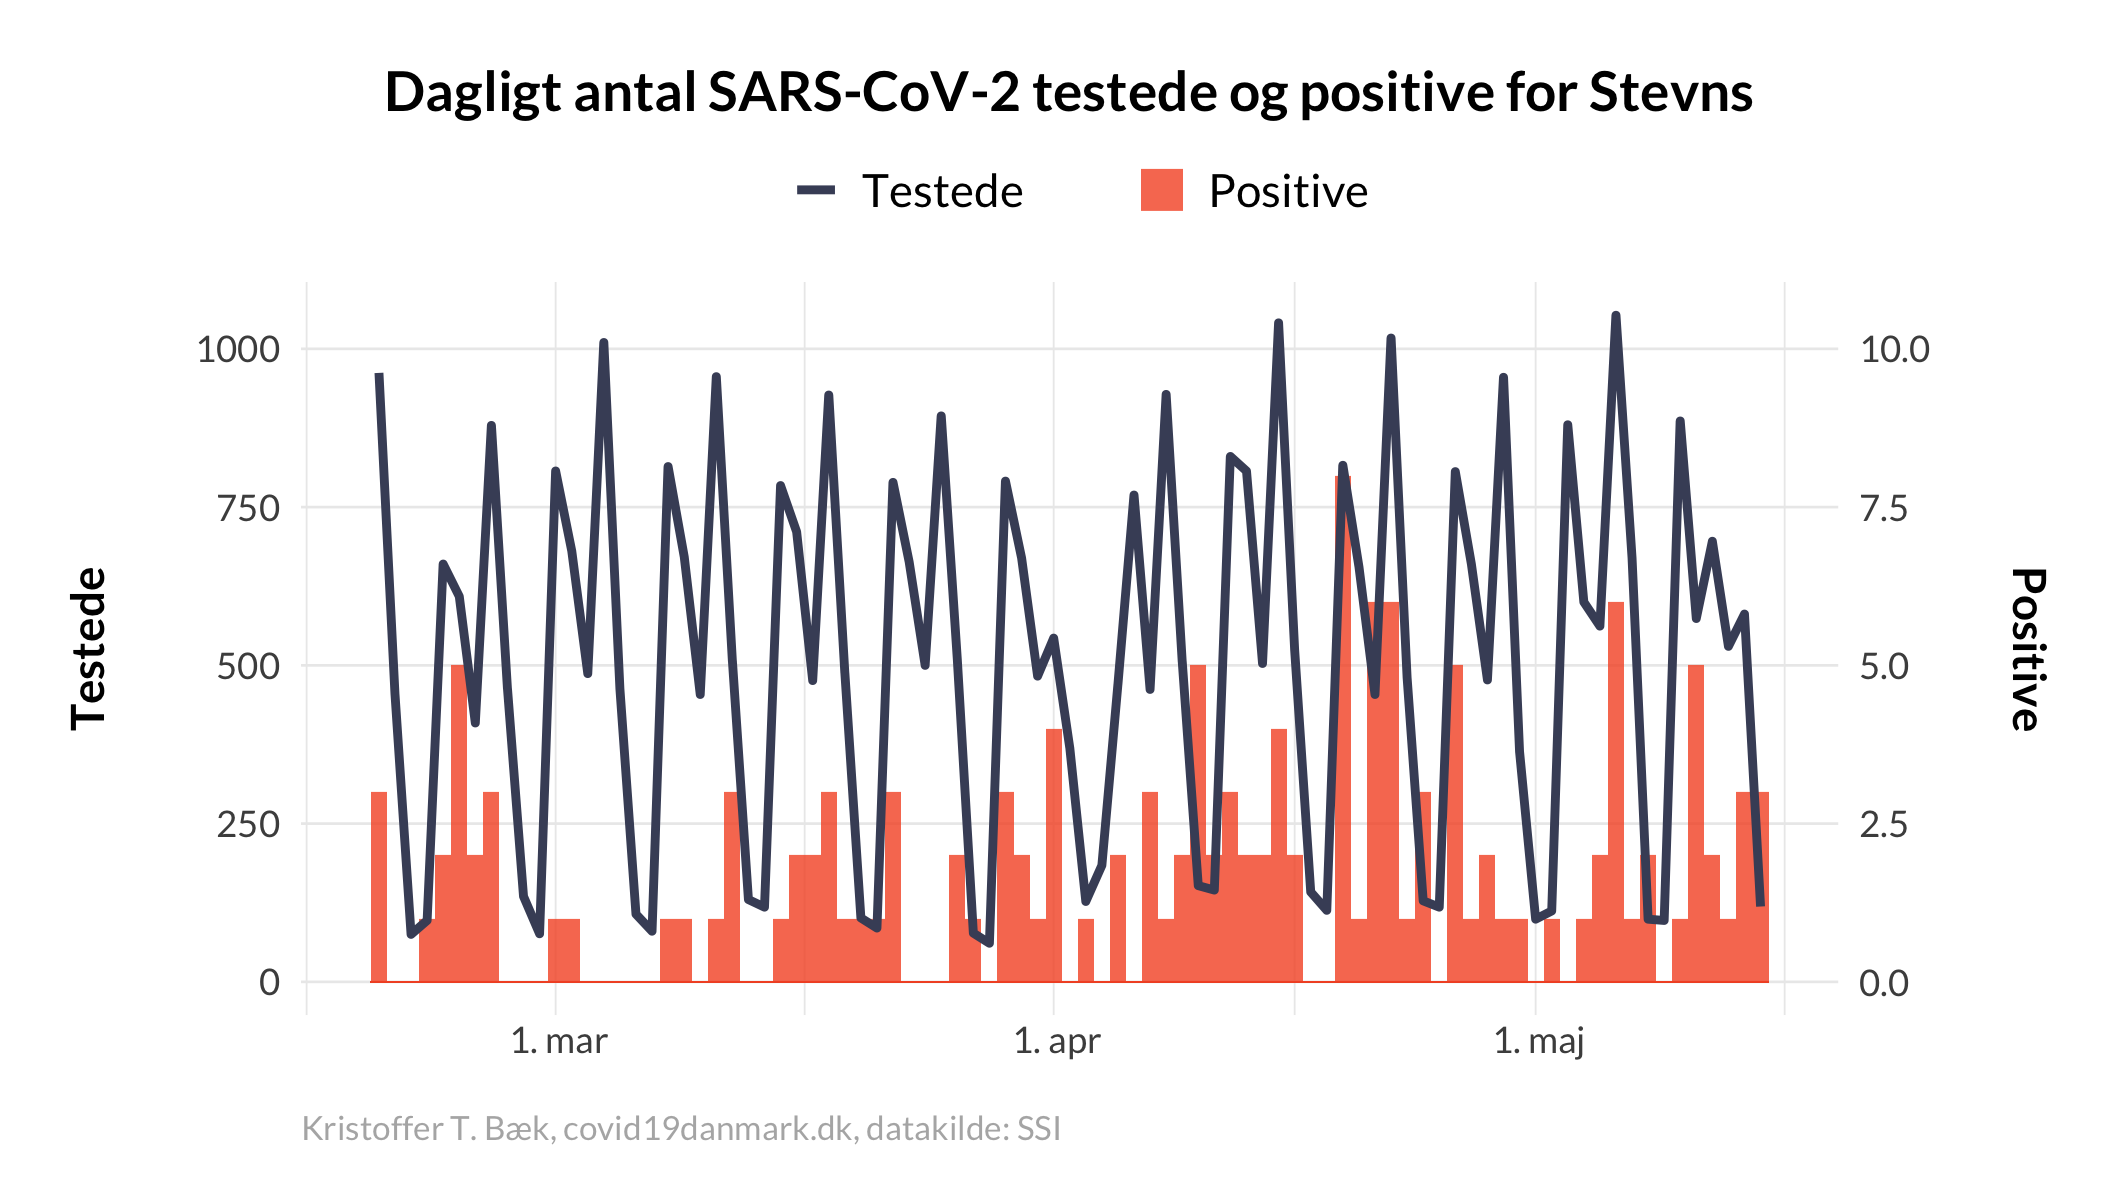 Dagligt antal SARS-CoV-2 testede og positive for Stevns
Testede
Positive
1000
750
500
250
0
10.0
7.5
5.0
2.5
0.0
Testede
Positive
1. mar
1. apr
1. maj
Kristoffer T. Bæk, covid19danmark.dk, datakilde: SSI